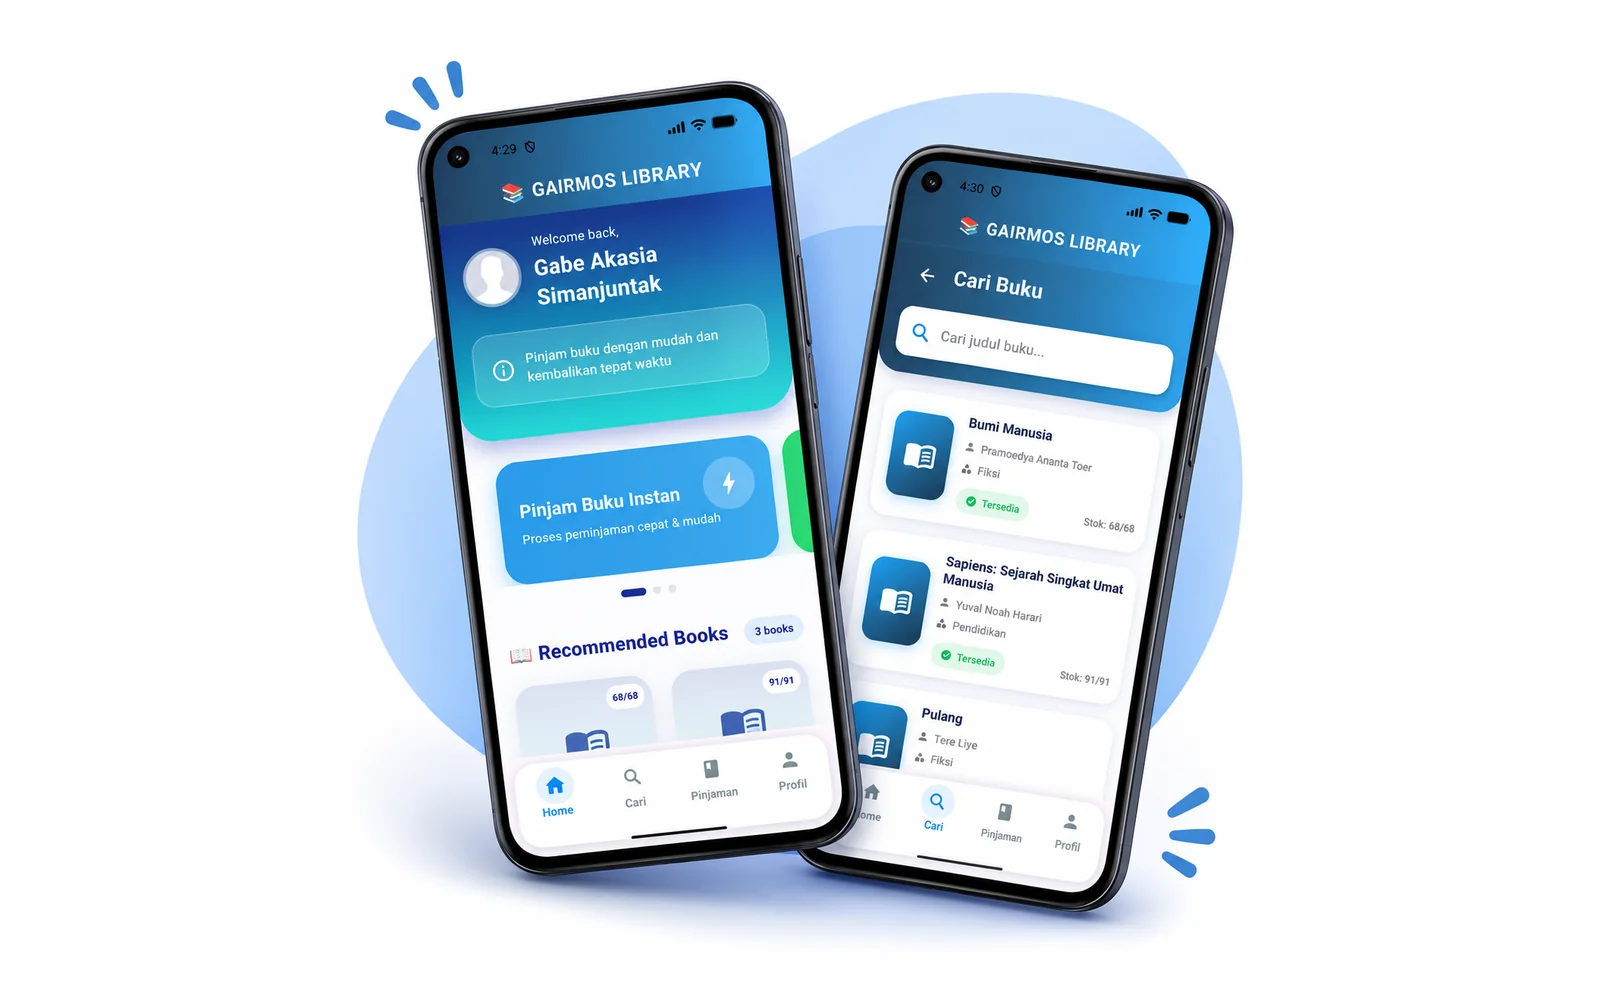 4:29
GAIRMOS LIBRARY
Welcome back,
Gabe Akasia
Simanjuntak
Pinjam buku dengan mudah dan
kembalikan tepat waktu
Pinjam Buku Instan
Proses peminjaman cepat & mudah
Recommended Books
3 books
68/68
91/91
Home
Cari
Pinjaman
Profil
4:30
GAIRMOS LIBRARY
Cari Buku
Cari judul buku...
Bumi Manusia
Pramoedya Ananta Toer
Fiksi
Tersedia
Stok: 68/68
Sapiens: Sejarah Singkat Umat
Manusia
Yuval Noah Harari
Pendidikan
Tersedia
Stok: 91/91
Pulang
Tere Liye
Fiksi
ome
Cari
Pinjaman
Profil